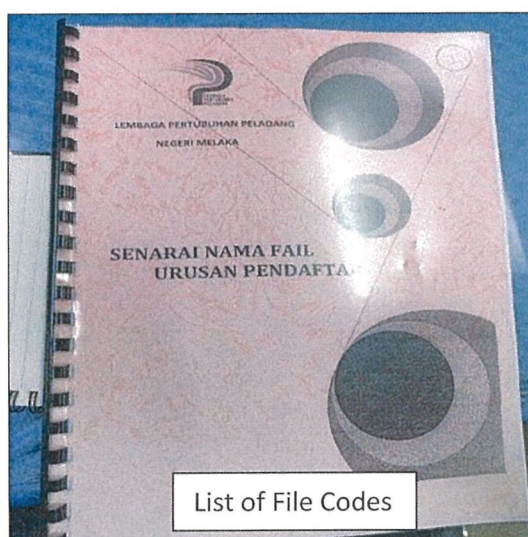 LEMBAGA PERTUBUHAN PELADANG
NEGERI MELAKA
SENARAI NAMA FAIL
URUSAN PENDAFTA
List of File Codes